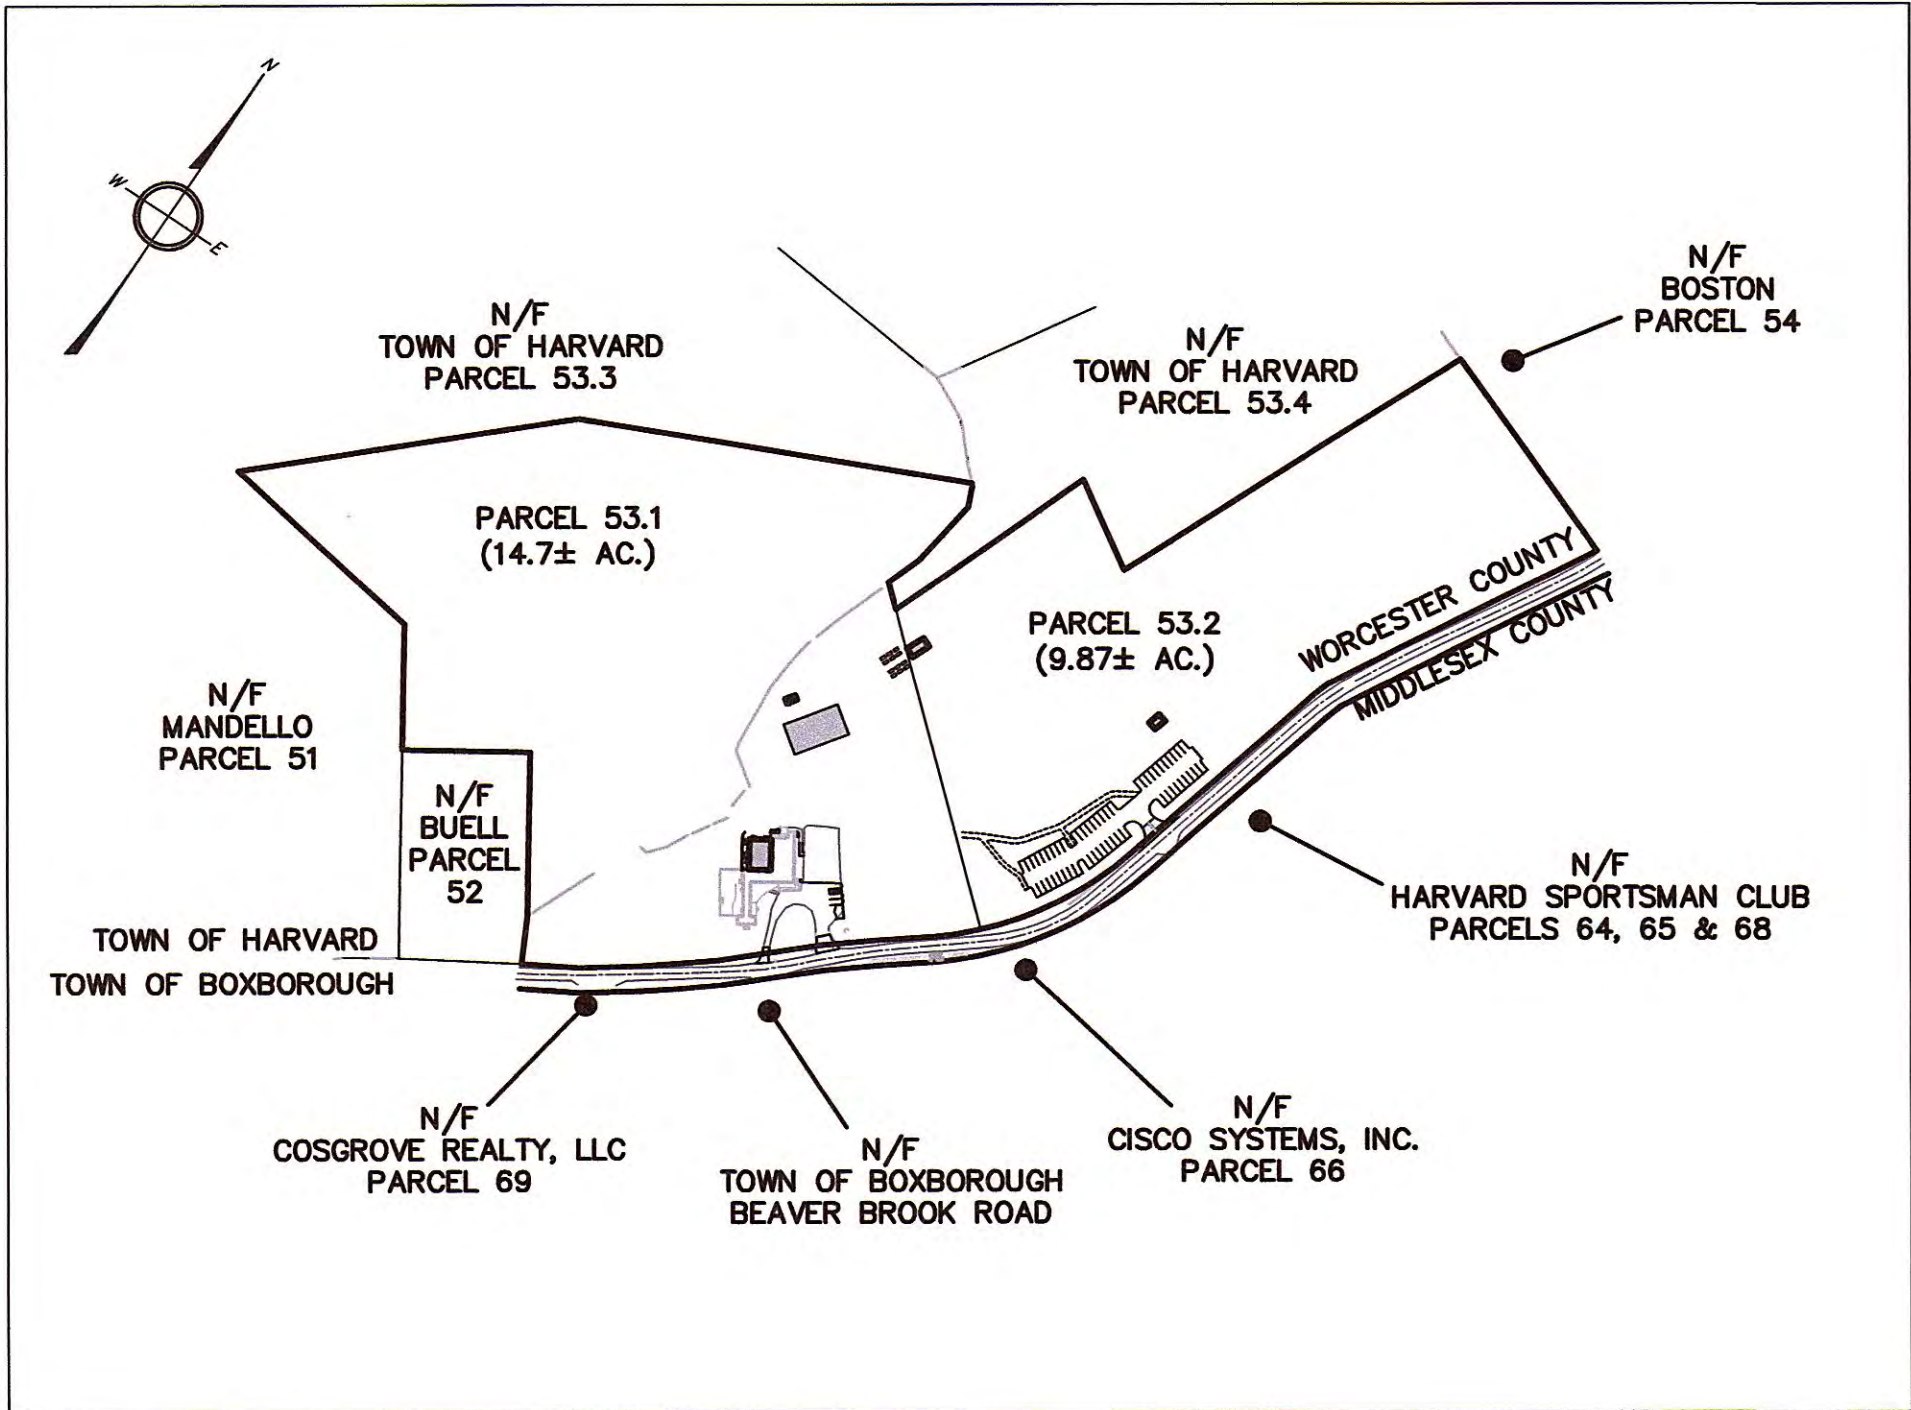 N
W
E
N/F
BOSTON
PARCEL 54
N/F
TOWN OF HARVARD
PARCEL 53.3
N/F
TOWN OF HARVARD
PARCEL 53.4
PARCEL 53.1
(14.7± AC.)
PARCEL 53.2
(9.87± AC.)
WORCESTER COUNTY
MIDDLESEX COUNTY
N/F
MANDELLO
PARCEL 51
N/F
BUELL
PARCEL
52
N/F
HARVARD SPORTSMAN CLUB
PARCELS 64, 65 & 68
TOWN OF HARVARD
TOWN OF BOXBOROUGH
N/F
COSGROVE REALTY, LLC
PARCEL 69
N/F
TOWN OF BOXBOROUGH
BEAVER BROOK ROAD
N/F
CISCO SYSTEMS, INC.
PARCEL 66